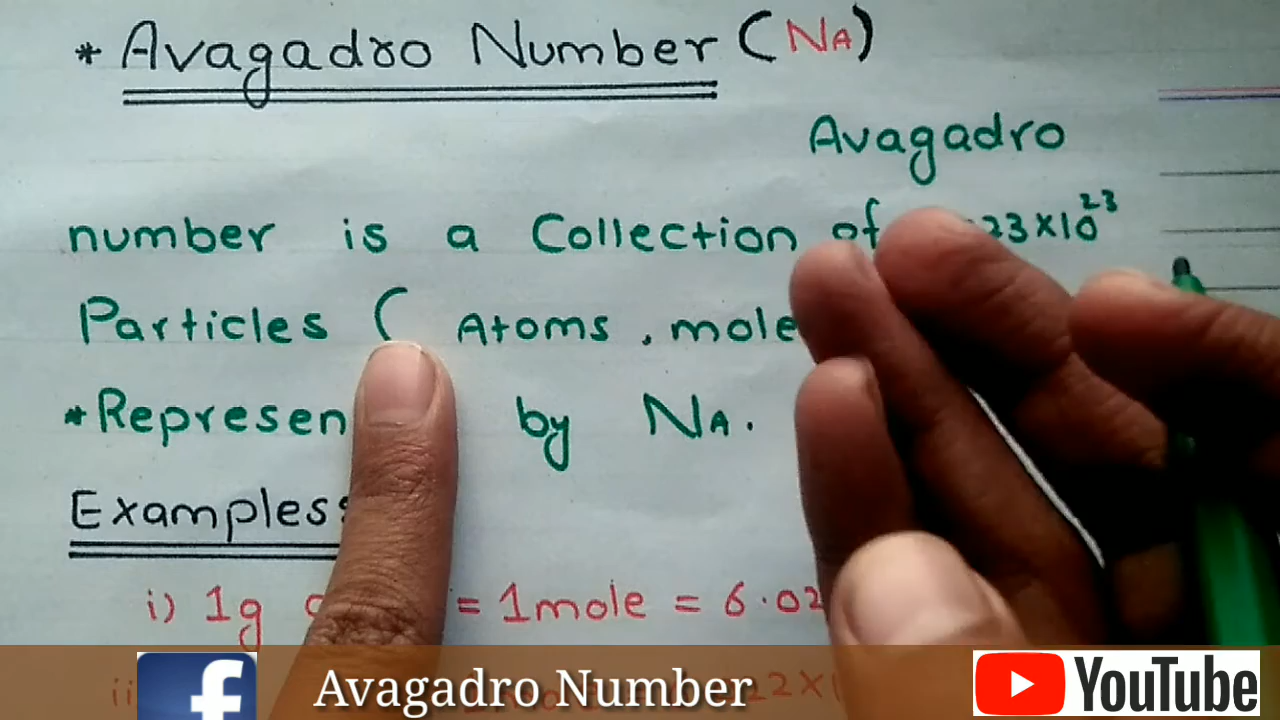 * Avagadro Number (NA)
Avagadro
number is a Collection of 23×10²³
Particles ( Atoms , mole
*Represen by NA.
Examples:
i) 1g = 1mole = 6.02
f Avagadro Number YouTube